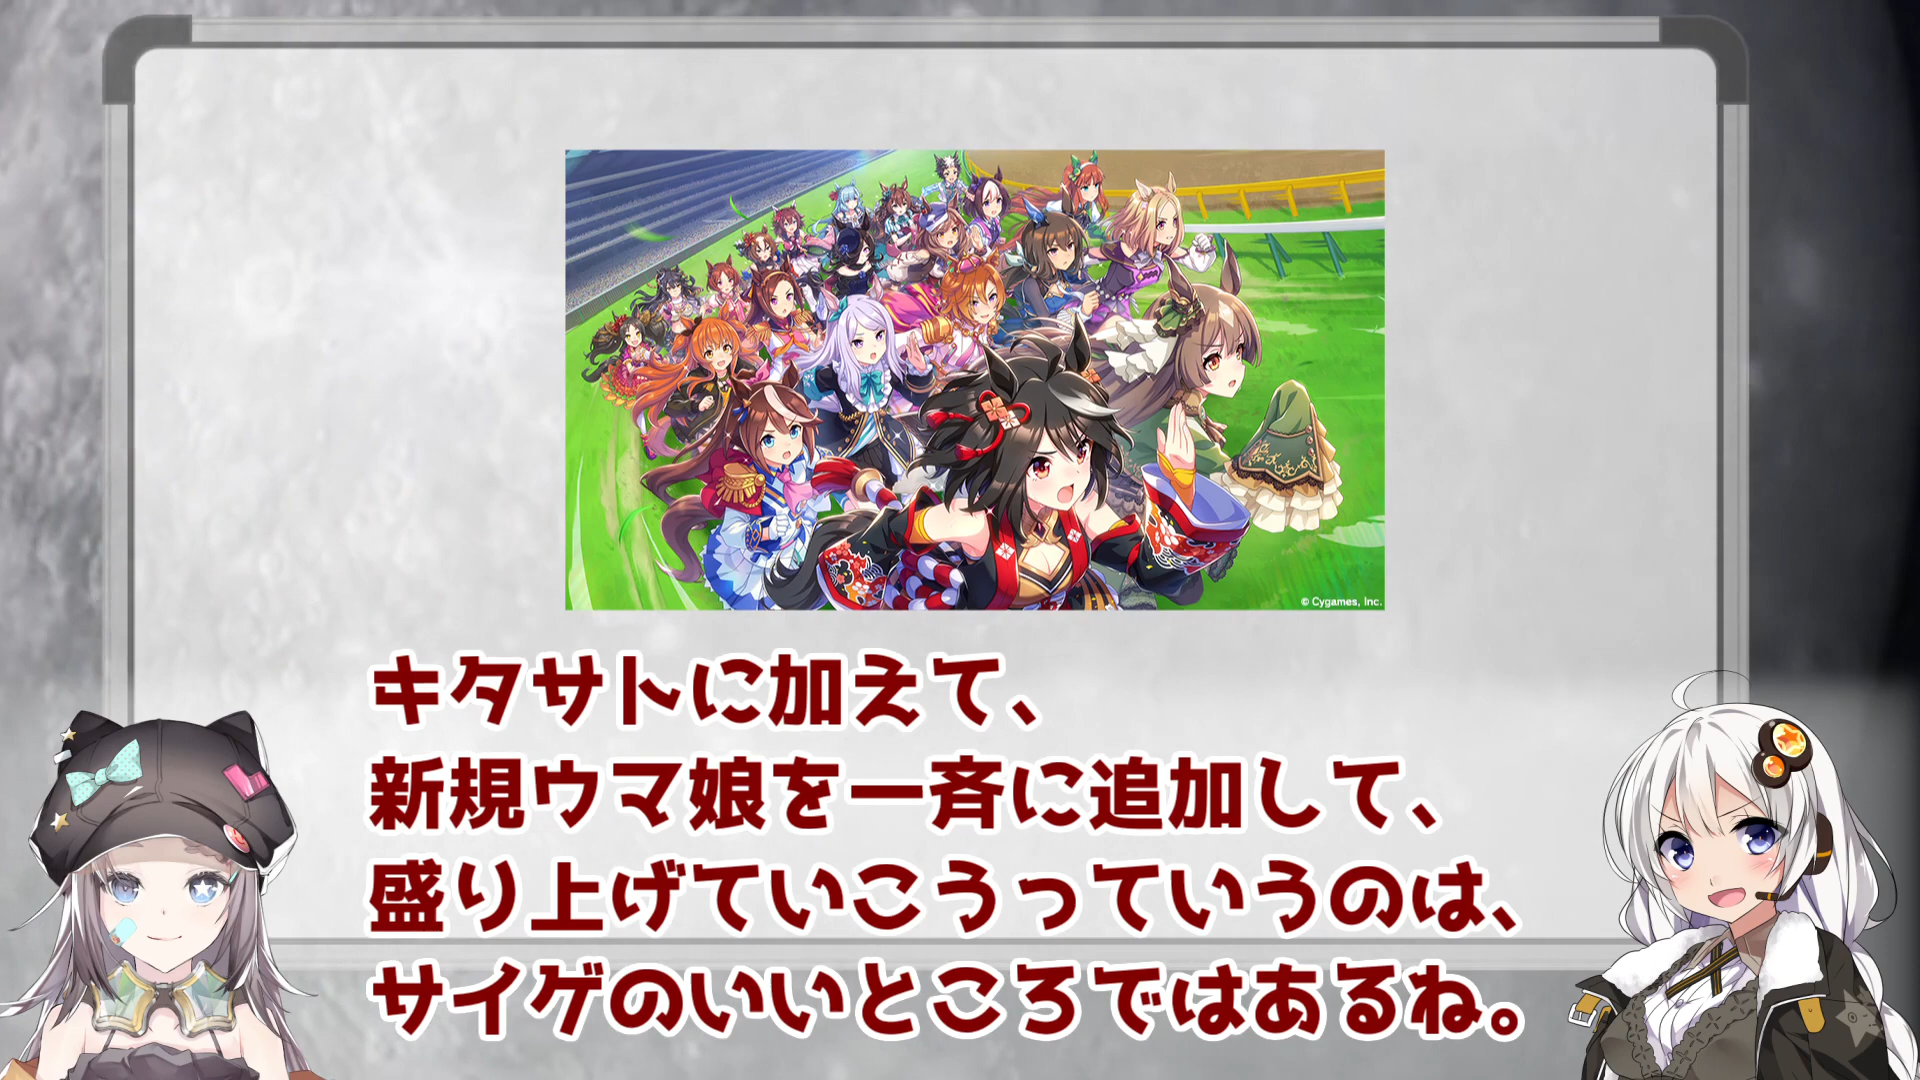 © Cygames, Inc.
キタサトに加えて、
新規ウマ娘を一斉に追加して、
盛り上げていこうっていうのは、
サイゲのいいところではあるね。